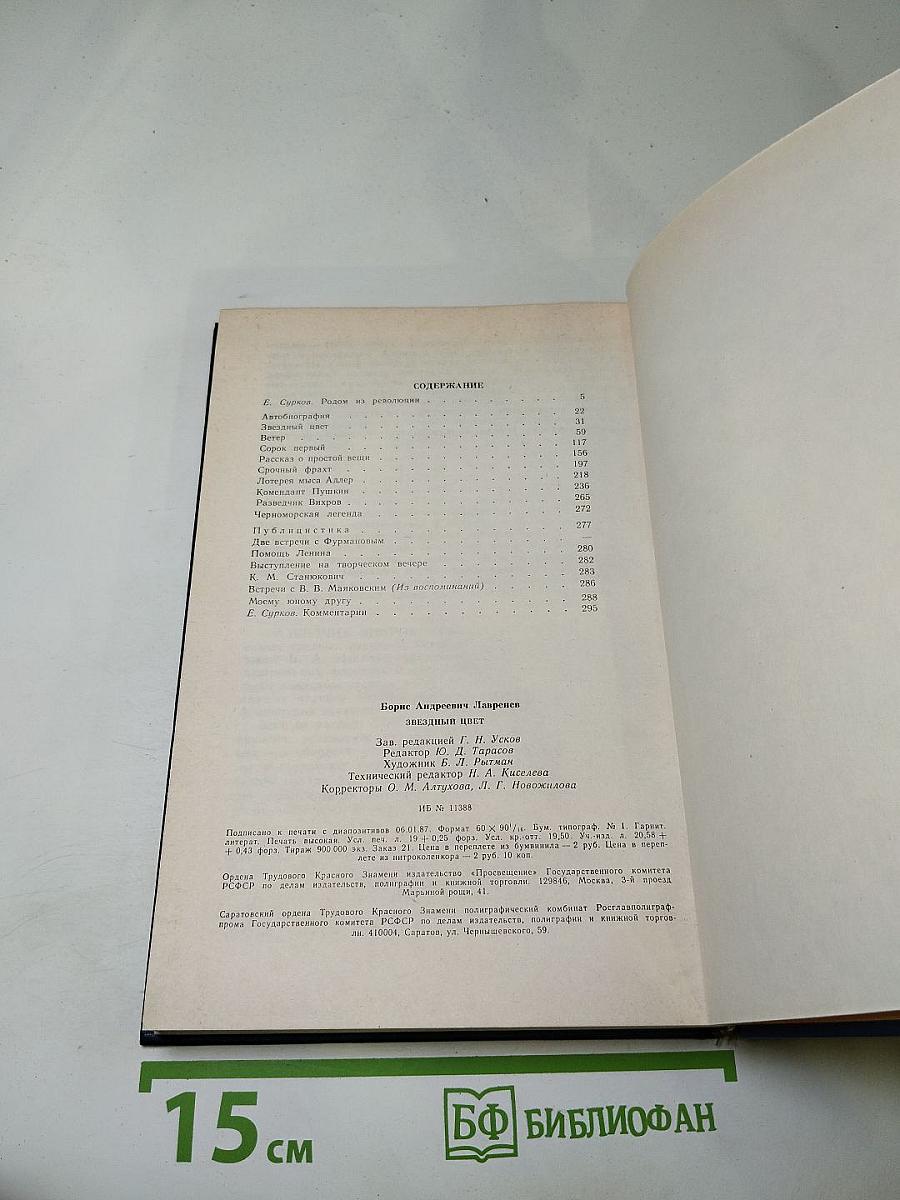 СОДЕРЖАНИЕ
Е. Сурков. Родом из революции . . . . . . . . . 5
Автобиография . . . . . . . . . . . . . 22
Звездный цвет . . . . . . . . . . . . . 31
Ветер . . . . . . . . . . . . . . . 59
Сорок первый . . . . . . . . . . . . . 117
Рассказ о простой вещи . . . . . . . . . . . 156
Срочный фрахт . . . . . . . . . . . . . 197
Лотерея мыса Адлер . . . . . . . . . . . . 218
Комендант Пушкин . . . . . . . . . . . . 236
Разведчик Вихров . . . . . . . . . . . . 265
Черноморская легенда . . . . . . . . . . . 272
Публицистика . . . . . . . . . . . . . 277
Две встречи с Фурмановым . . . . . . . . . . —
Помощь Ленина . . . . . . . . . . . . . 280
Выступление на творческом вечере . . . . . . . . 282
К. М. Станюкович . . . . . . . . . . . . 283
Встречи с В. В. Маяковским (Из воспоминаний) . . . . . 286
Моему юному другу . . . . . . . . . . . . 288
Е. Сурков. Комментарии . . . . . . . . . . . 295
Борис Андреевич Лавренев
ЗВЕЗДНЫЙ ЦВЕТ
Зав. редакцией Г. Н. Усков
Редактор Ю. Д. Тарасов
Художник Б. Л. Рытман
Технический редактор Н. А. Киселева
Корректоры О. М. Алтухова, Л. Г. Новожилова
ИБ № 11388
Подписано к печати с диапозитивов 06.01.87. Формат 60×90¹/₁₆. Бум. типограф. № 1. Гарнит.
литерат. Печать высокая. Усл. печ. л. 19+0,25 форз. Усл. кр.-отт. 19,50. Уч.-изд. л. 20,58+
+0,43 форз. Тираж 900 000 экз. Заказ 21. Цена в переплете из бумвинила — 2 руб. Цена в переп-
лете из нитроколенкора — 2 руб. 10 коп.
Ордена Трудового Красного Знамени издательство «Просвещение» Государственного комитета
РСФСР по делам издательств, полиграфии и книжной торговли. 129846, Москва, 3-й проезд
Марьиной рощи, 41.
Саратовский ордена Трудового Красного Знамени полиграфический комбинат Росглавполиграф-
прома Государственного комитета РСФСР по делам издательств, полиграфии и книжной торгов-
ли. 410004, Саратов, ул. Чернышевского, 59.
15 см
БФ БИБЛИОФАН